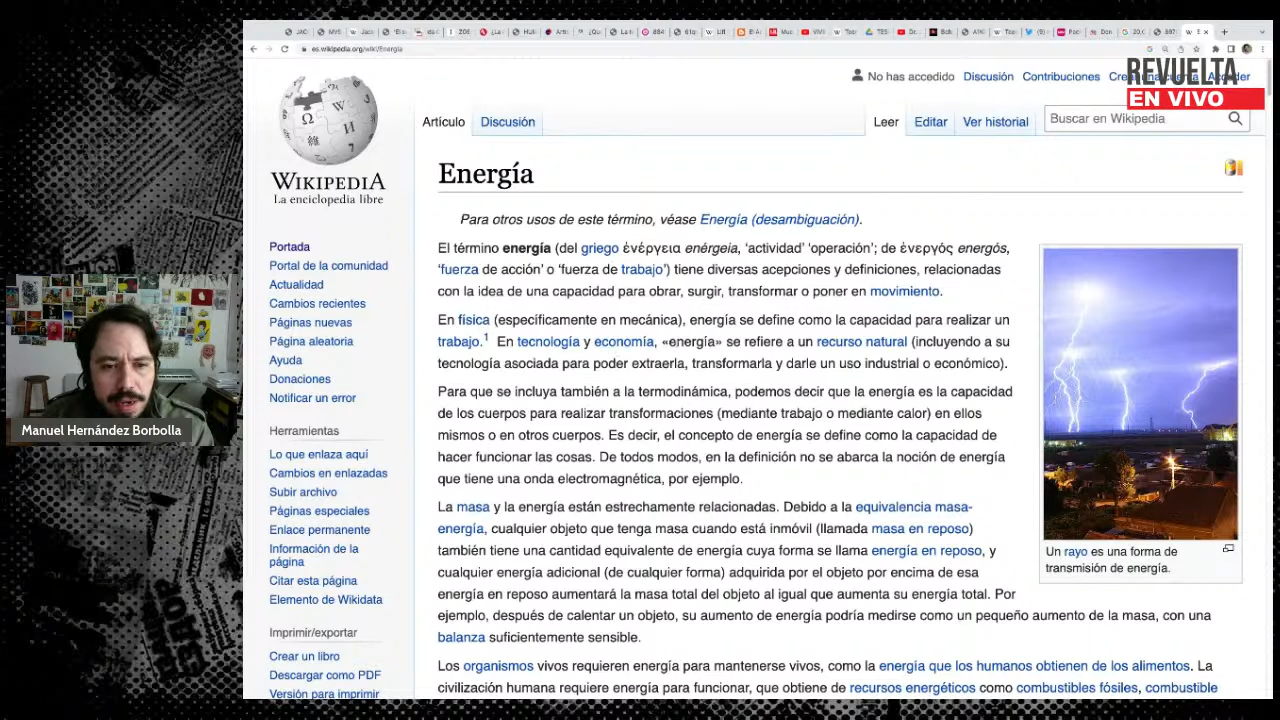 es.wikipedia.org/wiki/Energía
REVUELTA
EN VIVO
No has accedido Discusión Contribuciones Crear una cuenta Acceder
Artículo Discusión Leer Editar Ver historial Buscar en Wikipedia
WIKIPEDIA
La enciclopedia libre
Energía
Para otros usos de este término, véase Energía (desambiguación).
El término energía (del griego ἐνέργεια enérgeia, ‘actividad’ ‘operación’; de ἐνεργóς energós,
‘fuerza de acción’ o ‘fuerza de trabajo’) tiene diversas acepciones y definiciones, relacionadas
con la idea de una capacidad para obrar, surgir, transformar o poner en movimiento.
En física (específicamente en mecánica), energía se define como la capacidad para realizar un
trabajo.1 En tecnología y economía, «energía» se refiere a un recurso natural (incluyendo a su
tecnología asociada para poder extraerla, transformarla y darle un uso industrial o económico).
Para que se incluya también a la termodinámica, podemos decir que la energía es la capacidad
de los cuerpos para realizar transformaciones (mediante trabajo o mediante calor) en ellos
mismos o en otros cuerpos. Es decir, el concepto de energía se define como la capacidad de
hacer funcionar las cosas. De todos modos, en la definición no se abarca la noción de energía
que tiene una onda electromagnética, por ejemplo.
La masa y la energía están estrechamente relacionadas. Debido a la equivalencia masa-
energía, cualquier objeto que tenga masa cuando está inmóvil (llamada masa en reposo)
también tiene una cantidad equivalente de energía cuya forma se llama energía en reposo, y
cualquier energía adicional (de cualquier forma) adquirida por el objeto por encima de esa
energía en reposo aumentará la masa total del objeto al igual que aumenta su energía total. Por
ejemplo, después de calentar un objeto, su aumento de energía podría medirse como un pequeño aumento de la masa, con una
balanza suficientemente sensible.
Los organismos vivos requieren energía para mantenerse vivos, como la energía que los humanos obtienen de los alimentos. La
civilización humana requiere energía para funcionar, que obtiene de recursos energéticos como combustibles fósiles, combustible
Un rayo es una forma de
transmisión de energía.
Portada
Portal de la comunidad
Actualidad
Cambios recientes
Páginas nuevas
Página aleatoria
Ayuda
Donaciones
Notificar un error
Herramientas
Lo que enlaza aquí
Cambios en enlazadas
Subir archivo
Páginas especiales
Enlace permanente
Información de la
página
Citar esta página
Elemento de Wikidata
Imprimir/exportar
Crear un libro
Descargar como PDF
Versión para imprimir
Manuel Hernández Borbolla